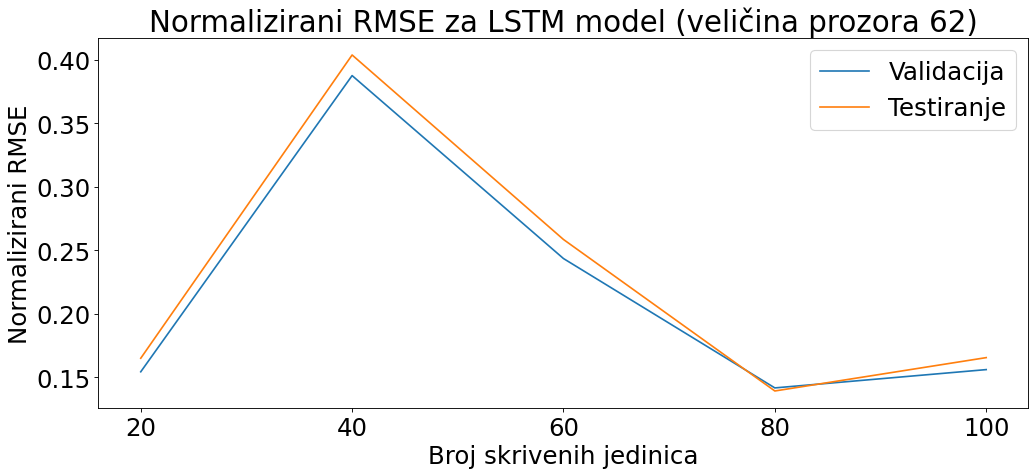 Normalizirani RMSE za LSTM model (veličina prozora 62)
Validacija
Testiranje
Normalizirani RMSE
0.40
0.35
0.30
0.25
0.20
0.15
20 40 60 80 100
Broj skrivenih jedinica